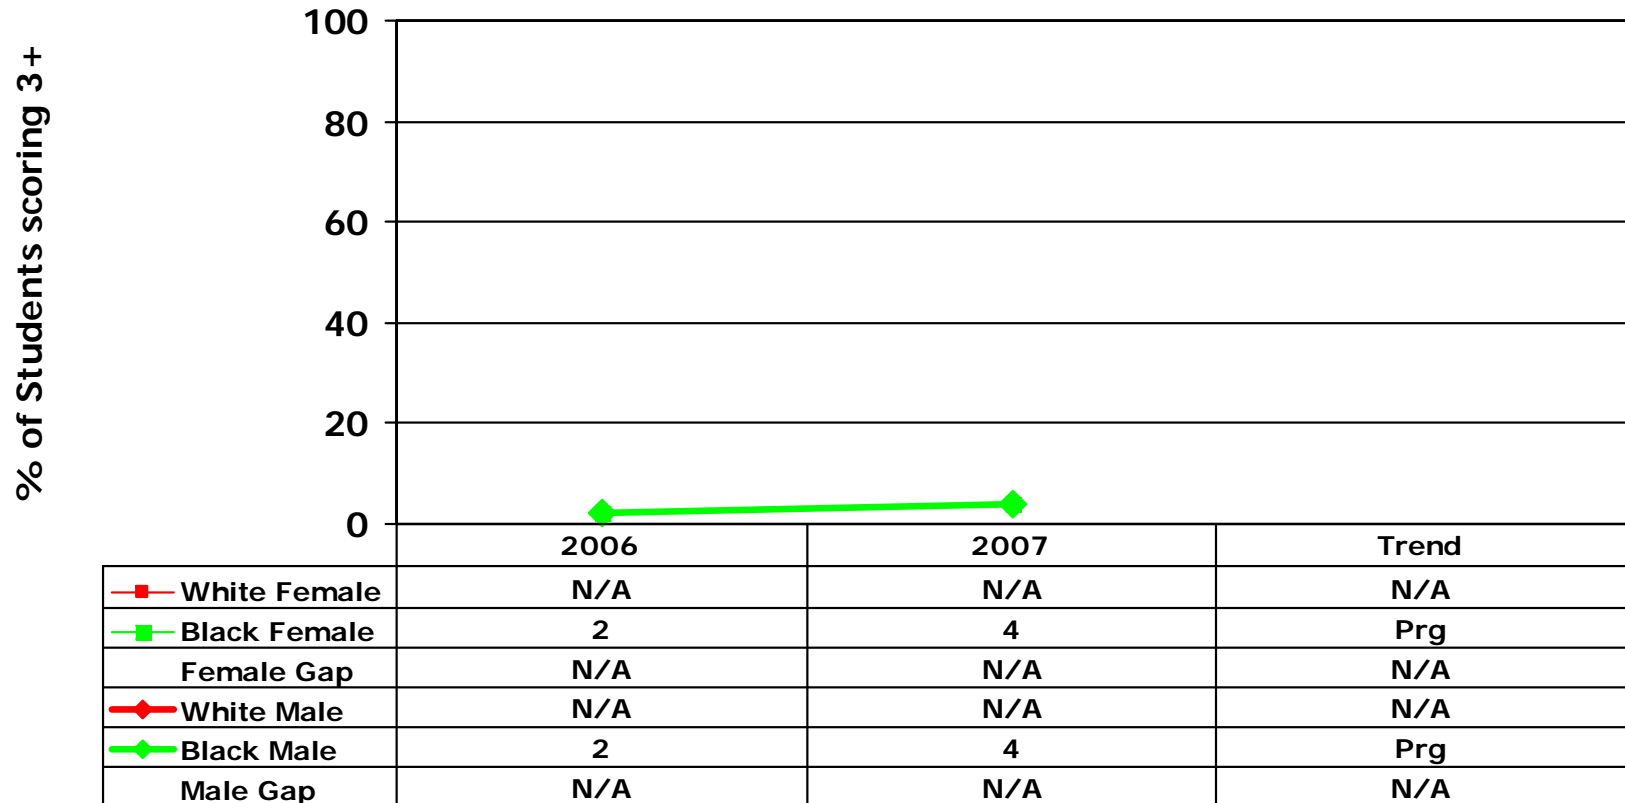 % of Students scoring 3+
100
80
60
40
20
0
2006 2007 Trend
White Female N/A N/A N/A
Black Female 2 4 Prg
Female Gap N/A N/A N/A
White Male N/A N/A N/A
Black Male 2 4 Prg
Male Gap N/A N/A N/A